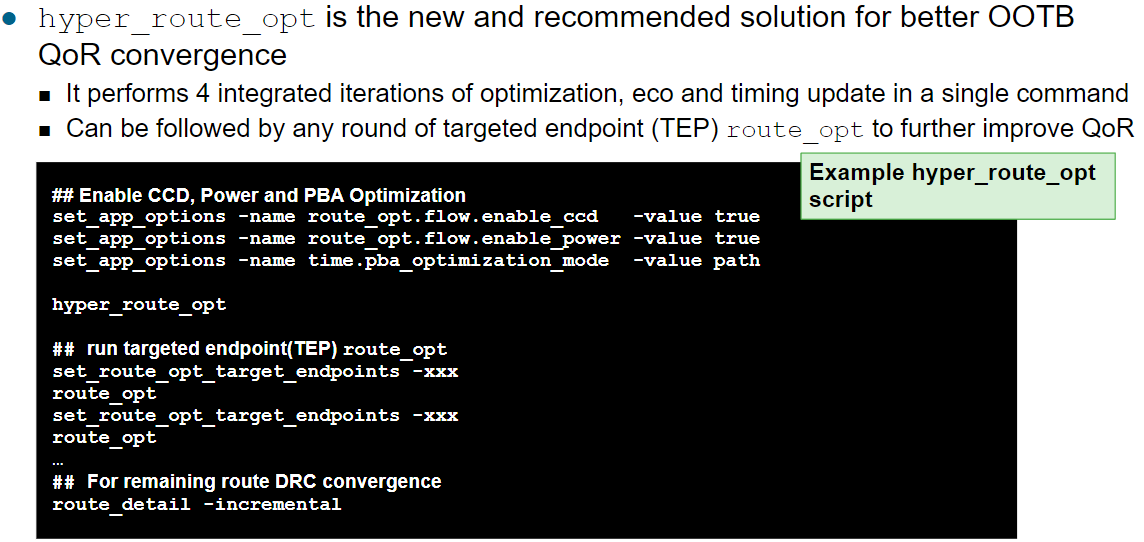 ● hyper_route_opt is the new and recommended solution for better OOTB
QoR convergence
■ It performs 4 integrated iterations of optimization, eco and timing update in a single command
■ Can be followed by any round of targeted endpoint (TEP) route_opt to further improve QoR
Example hyper_route_opt
script
## Enable CCD, Power and PBA Optimization
set_app_options -name route_opt.flow.enable_ccd   -value true
set_app_options -name route_opt.flow.enable_power -value true
set_app_options -name time.pba_optimization_mode  -value path
hyper_route_opt
## run targeted endpoint(TEP) route_opt
set_route_opt_target_endpoints -xxx
route_opt
set_route_opt_target_endpoints -xxx
route_opt
…
## For remaining route DRC convergence
route_detail -incremental